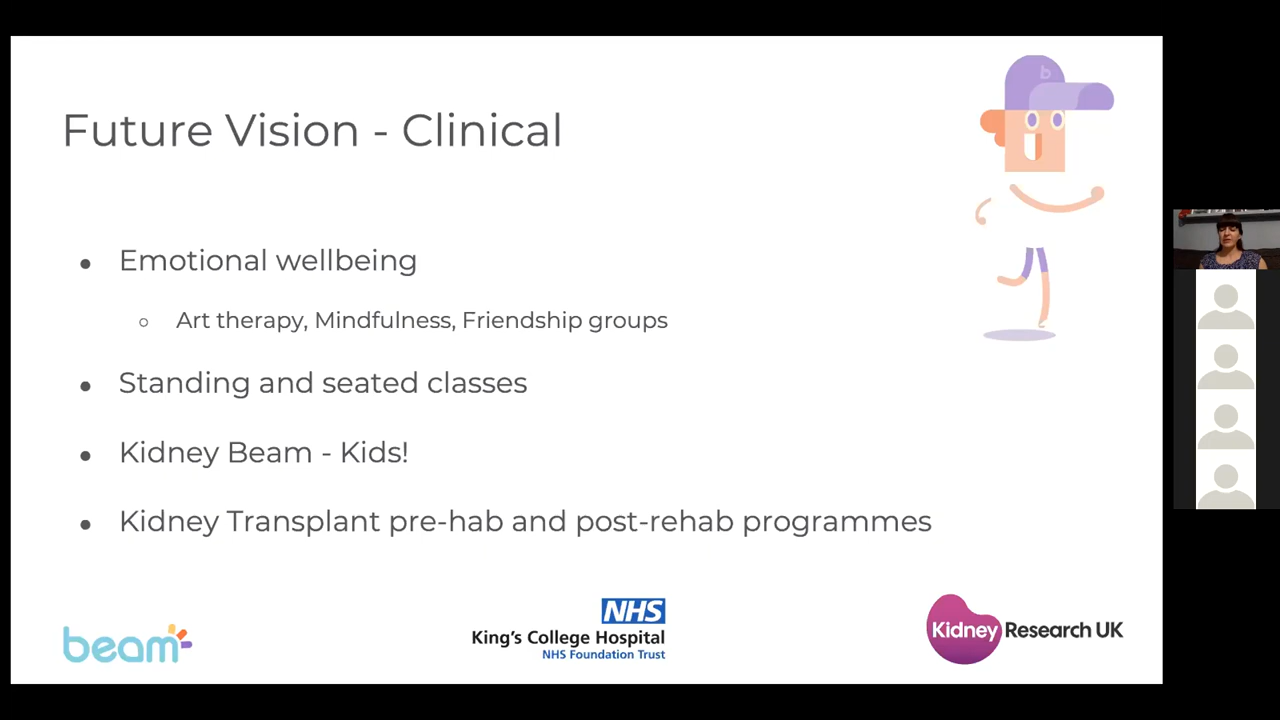 Future Vision - Clinical
b
● Emotional wellbeing
○ Art therapy, Mindfulness, Friendship groups
● Standing and seated classes
● Kidney Beam - Kids!
● Kidney Transplant pre-hab and post-rehab programmes
beam
NHS
King's College Hospital
NHS Foundation Trust
Kidney Research UK